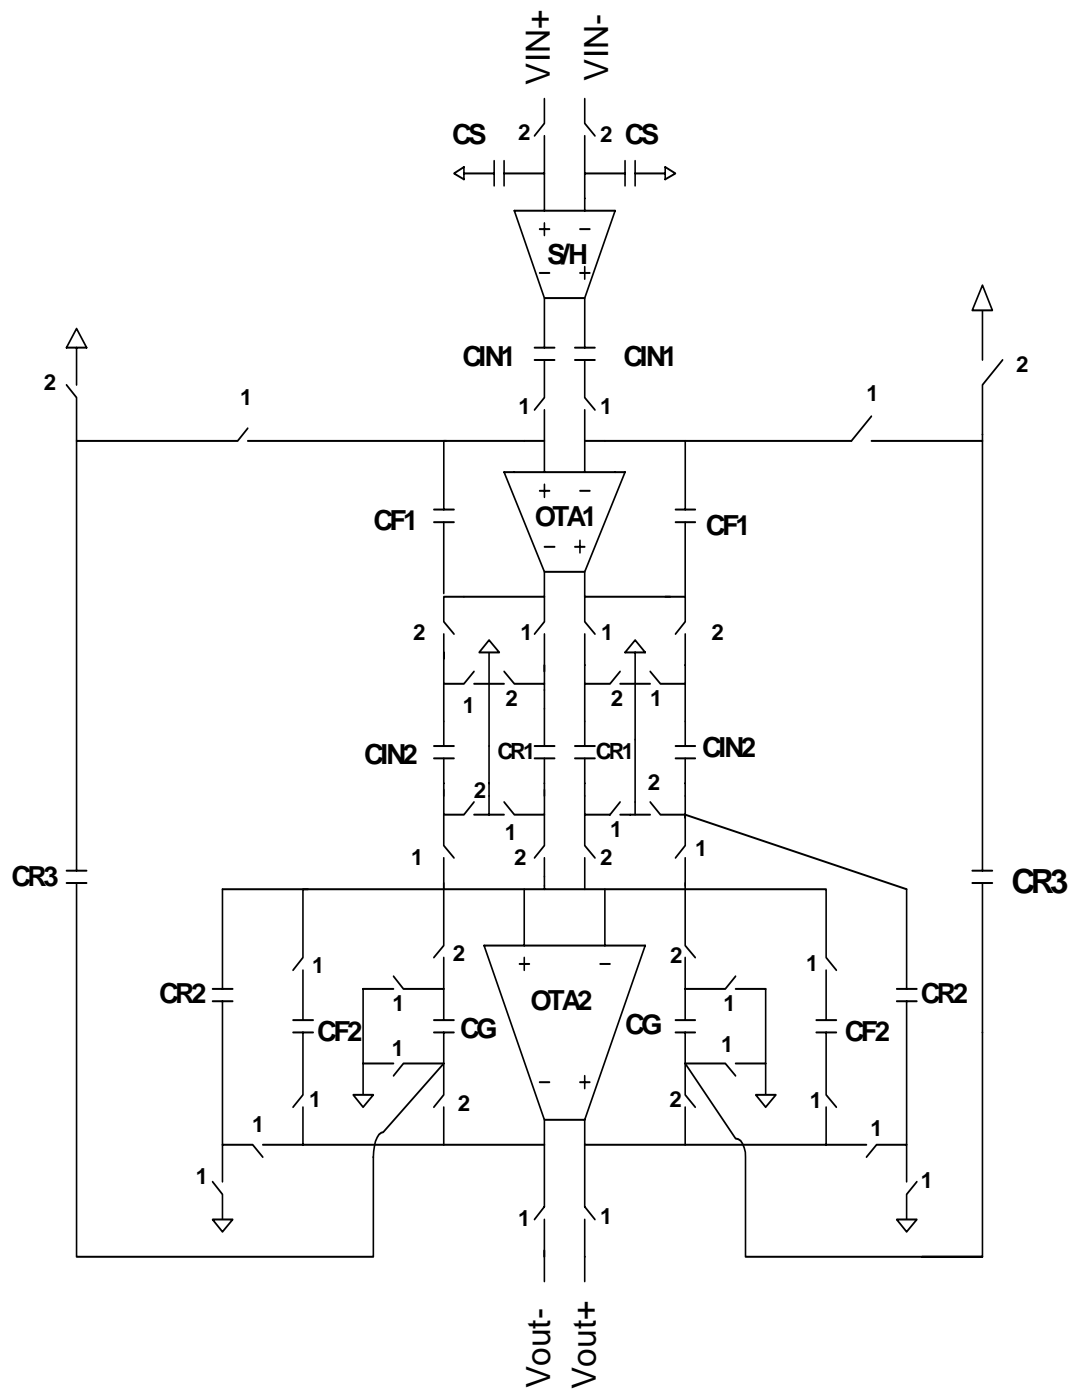 VIN+ VIN-
CS 2 2 CS
+ −
S/H
− +
CIN1 CIN1
2 2
1 1 1 1
+ −
CF1 OTA1 CF1
− +
2 1 1 2
1 2 2 1
CIN2 CR1 CR1 CIN2
2 2
1 1
1 2 2 1
CR3 CR3
1 2 2 1
+ −
CR2 1 OTA2 1 CR2
CF2 CG CG CF2
1 1
− +
1 2 2 1
1 1
1 1
1 1
Vout- Vout+